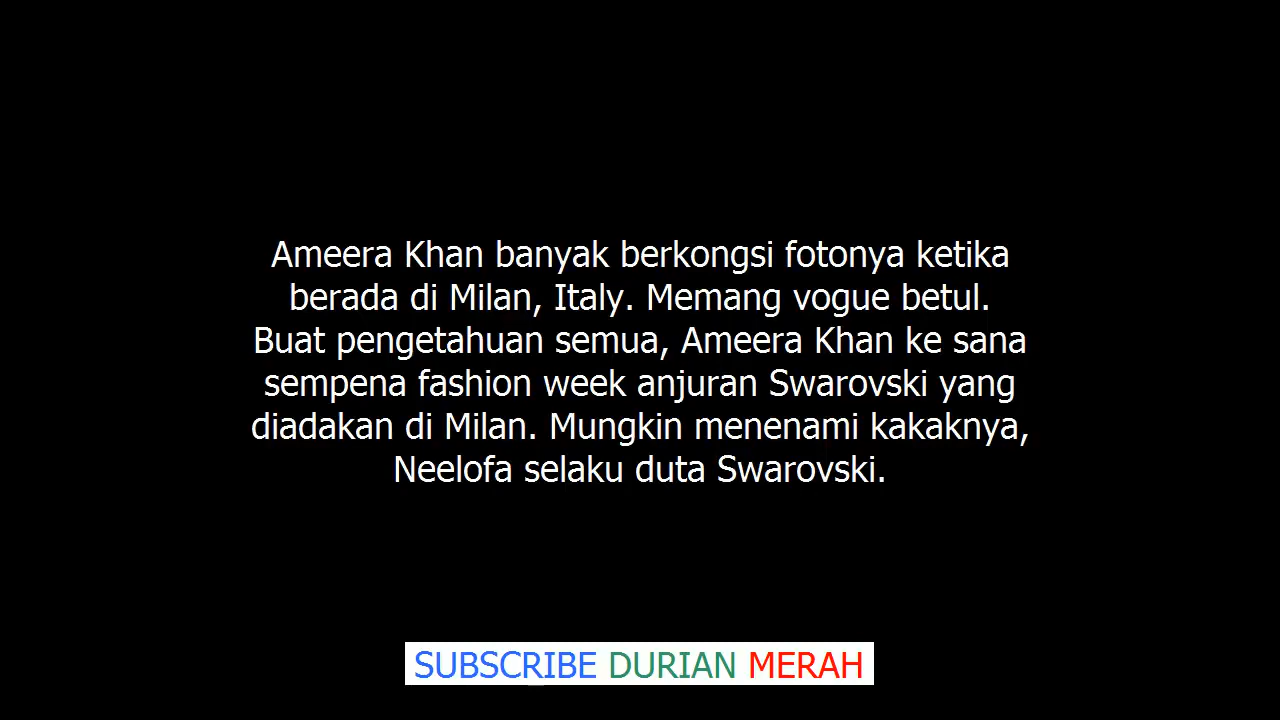 Ameera Khan banyak berkongsi fotonya ketika
berada di Milan, Italy. Memang vogue betul.
Buat pengetahuan semua, Ameera Khan ke sana
sempena fashion week anjuran Swarovski yang
diadakan di Milan. Mungkin menenami kakaknya,
Neelofa selaku duta Swarovski.
SUBSCRIBE DURIAN MERAH